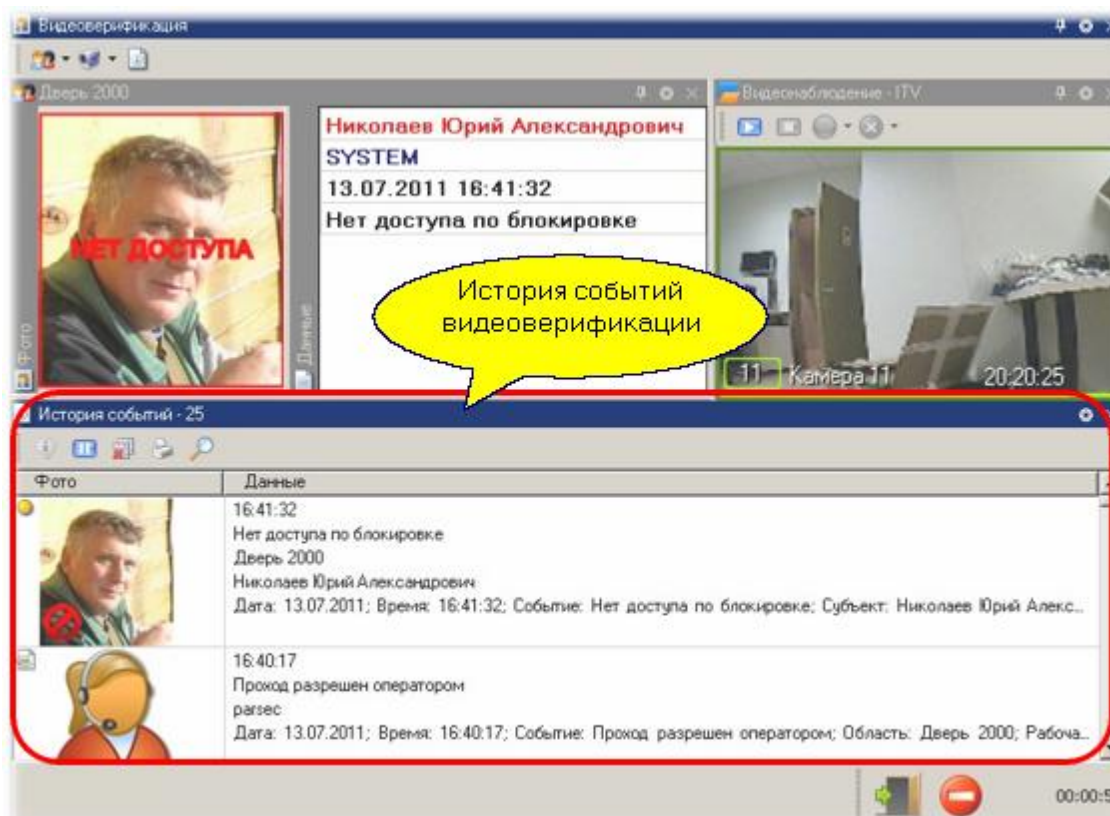 Видеоверификация
Дверь 2000
Николаев Юрий Александрович
SYSTEM
13.07.2011 16:41:32
Нет доступа по блокировке
НЕТ ДОСТУПА
Фото
Данные
Видеонаблюдение - ITV
11 Камера 11 20:20:25
История событий
видеоверификации
История событий - 25
Фото Данные
16:41:32
Нет доступа по блокировке
Дверь 2000
Николаев Юрий Александрович
Дата: 13.07.2011; Время: 16:41:32; Событие: Нет доступа по блокировке; Субъект: Николаев Юрий Алекс...
16:40:17
Проход разрешен оператором
parsec
Дата: 13.07.2011; Время: 16:40:17; Событие: Проход разрешен оператором; Область: Дверь 2000; Рабоча...
00:00:5